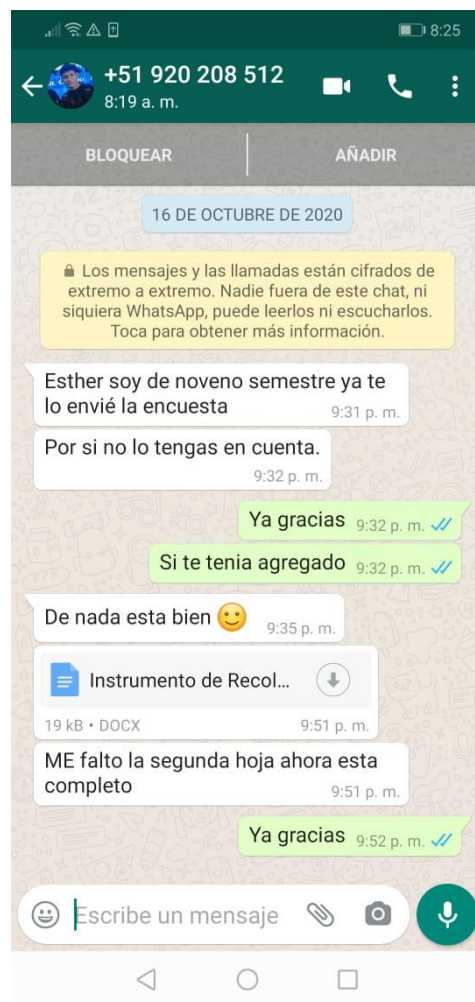 8:25
+51 920 208 512
8:19 a. m.
BLOQUEAR
AÑADIR
16 DE OCTUBRE DE 2020
Los mensajes y las llamadas están cifrados de
extremo a extremo. Nadie fuera de este chat, ni
siquiera WhatsApp, puede leerlos ni escucharlos.
Toca para obtener más información.
Esther soy de noveno semestre ya te
lo envié la encuesta
9:31 p. m.
Por si no lo tengas en cuenta.
9:32 p. m.
Ya gracias 9:32 p. m.
Si te tenia agregado 9:32 p. m.
De nada esta bien 🙂 9:35 p. m.
Instrumento de Recol...
19 kB • DOCX 9:51 p. m.
ME falto la segunda hoja ahora esta
completo
9:51 p. m.
Ya gracias 9:52 p. m.
Escribe un mensaje